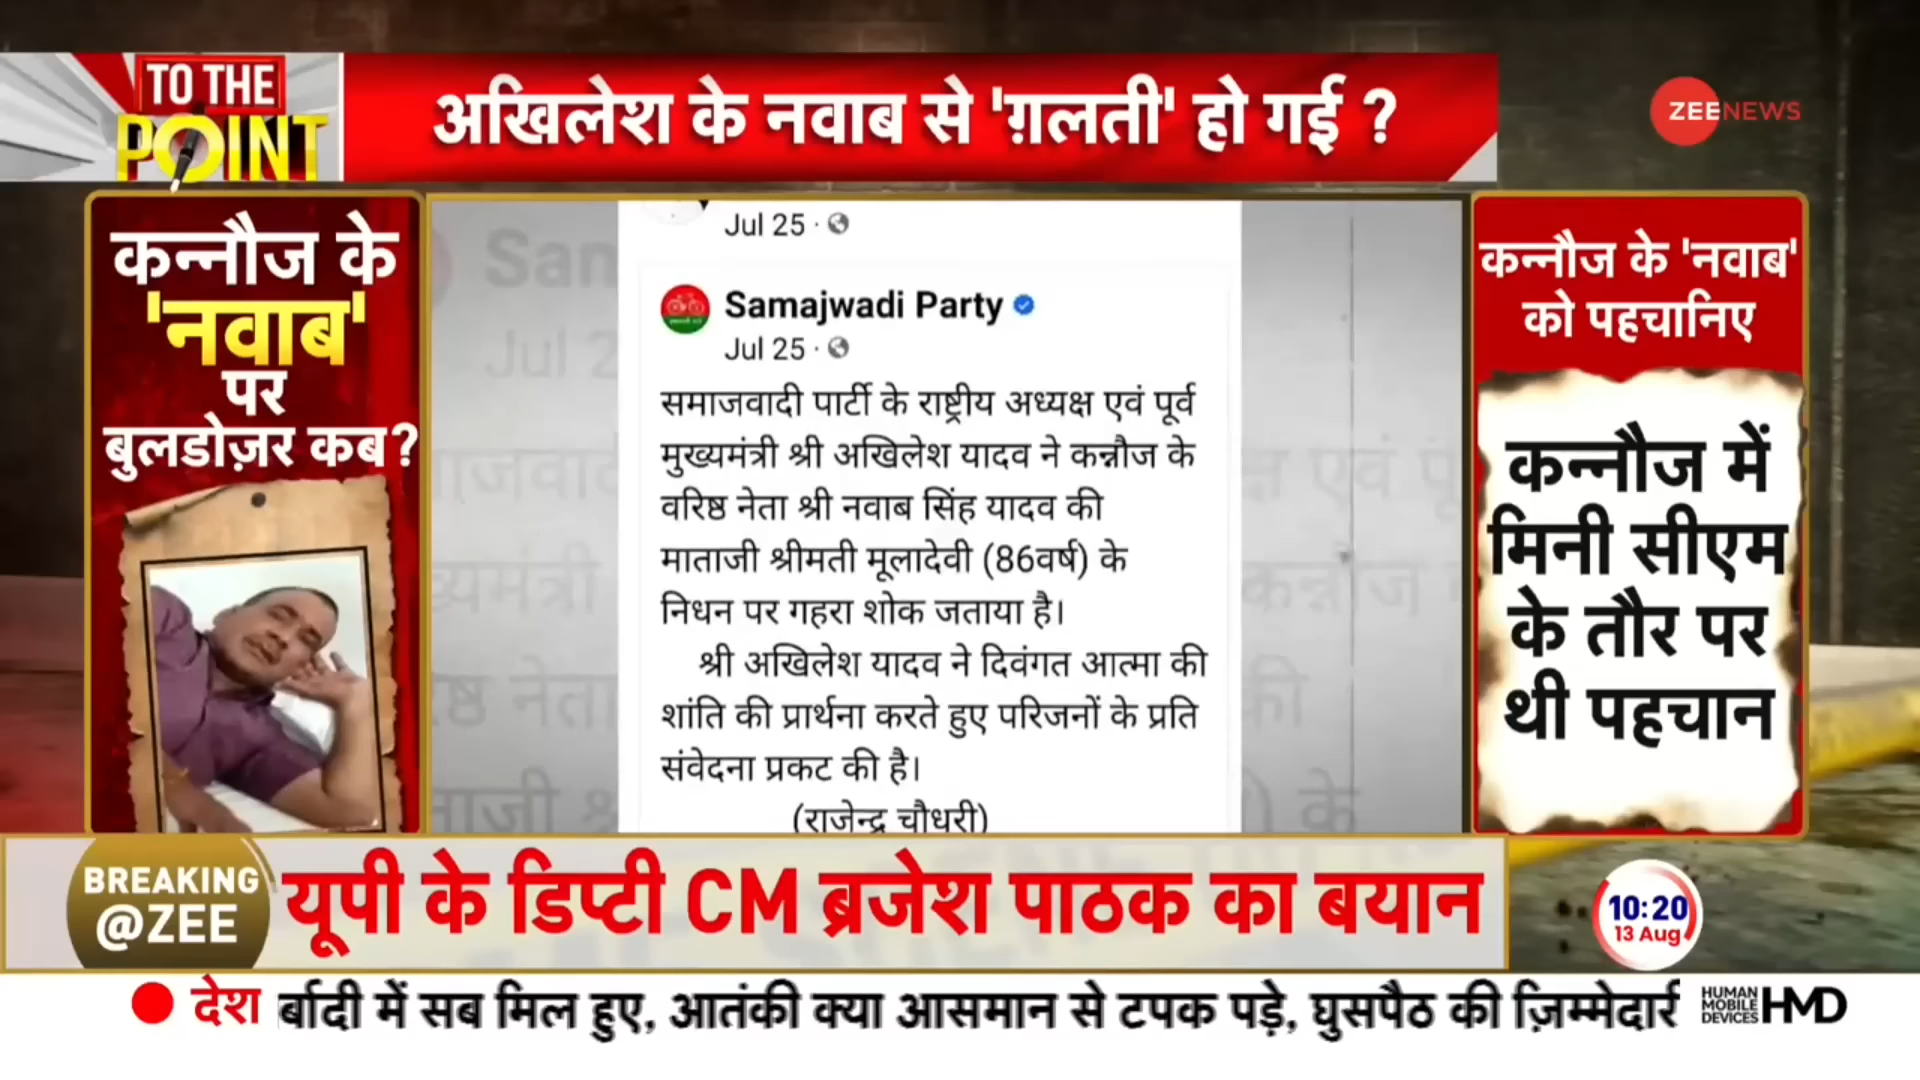 TO THE
POINT
अखिलेश के नवाब से 'ग़लती' हो गई ?
ZEENEWS
कन्नौज के
'नवाब'
पर
बुलडोज़र कब?
Jul 25
Samajwadi Party
Jul 25
समाजवादी पार्टी के राष्ट्रीय अध्यक्ष एवं पूर्व
मुख्यमंत्री श्री अखिलेश यादव ने कन्नौज के
वरिष्ठ नेता श्री नवाब सिंह यादव की
माताजी श्रीमती मूलादेवी (86वर्ष) के
निधन पर गहरा शोक जताया है।
श्री अखिलेश यादव ने दिवंगत आत्मा की
शांति की प्रार्थना करते हुए परिजनों के प्रति
संवेदना प्रकट की है।
(राजेन्द्र चौधरी)
कन्नौज के 'नवाब'
को पहचानिए
कन्नौज में
मिनी सीएम
के तौर पर
थी पहचान
BREAKING
@ZEE
यूपी के डिप्टी CM ब्रजेश पाठक का बयान
10:20
13 Aug
देश र्बादी में सब मिल हुए, आतंकी क्या आसमान से टपक पड़े, घुसपैठ की
HUMAN
MOBILE
DEVICES
HMD